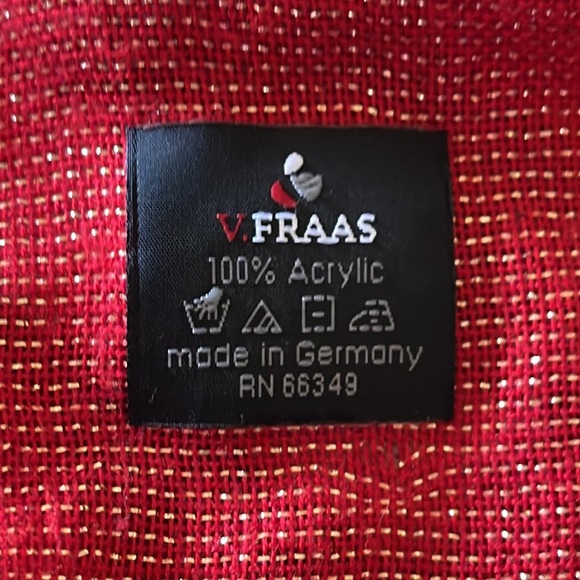 V.FRAAS
100% Acrylic
made in Germany
RN 66349